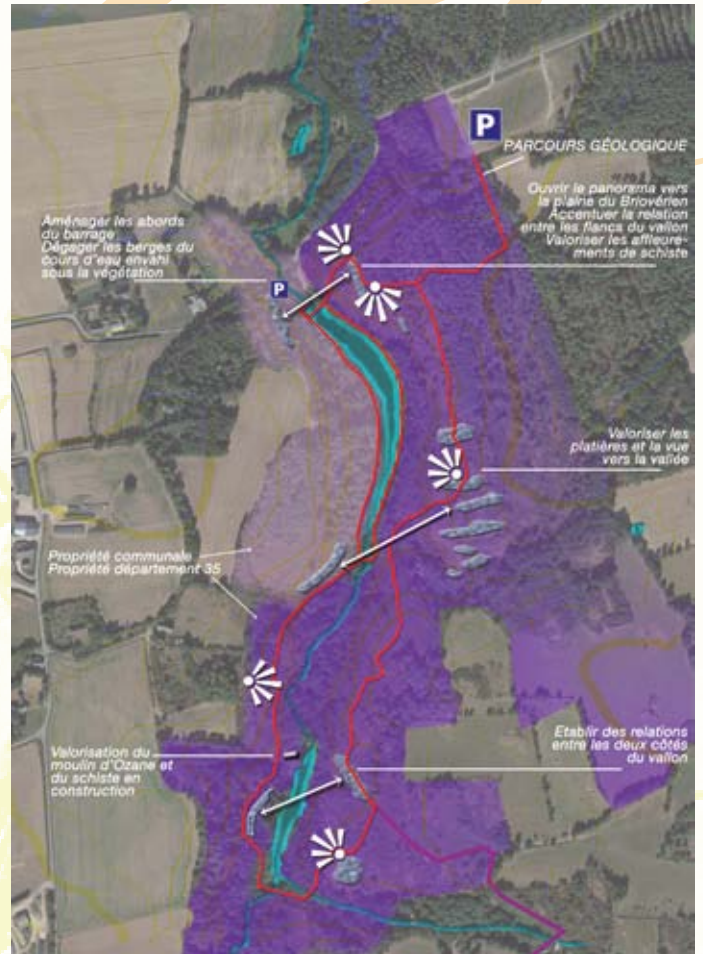 P
PARCOURS GÉOLOGIQUE
Ouvrir le panorama vers
la plairie du Briovérien
Accentuer la relation
entre les flancs du vallon
Valoriser les affleure-
ments de schiste
Aménager les abords
du barrage
Dégager les berges du
cours d'eau envahi
sous la végétation
P
Valoriser les
platières et la vue
vers la vallée
Propriété communale
Propriété département 35
Valorisation du
moulin d'Ozane et
du schiste en
construction
Etablir des relations
entre les deux côtés
du vallon